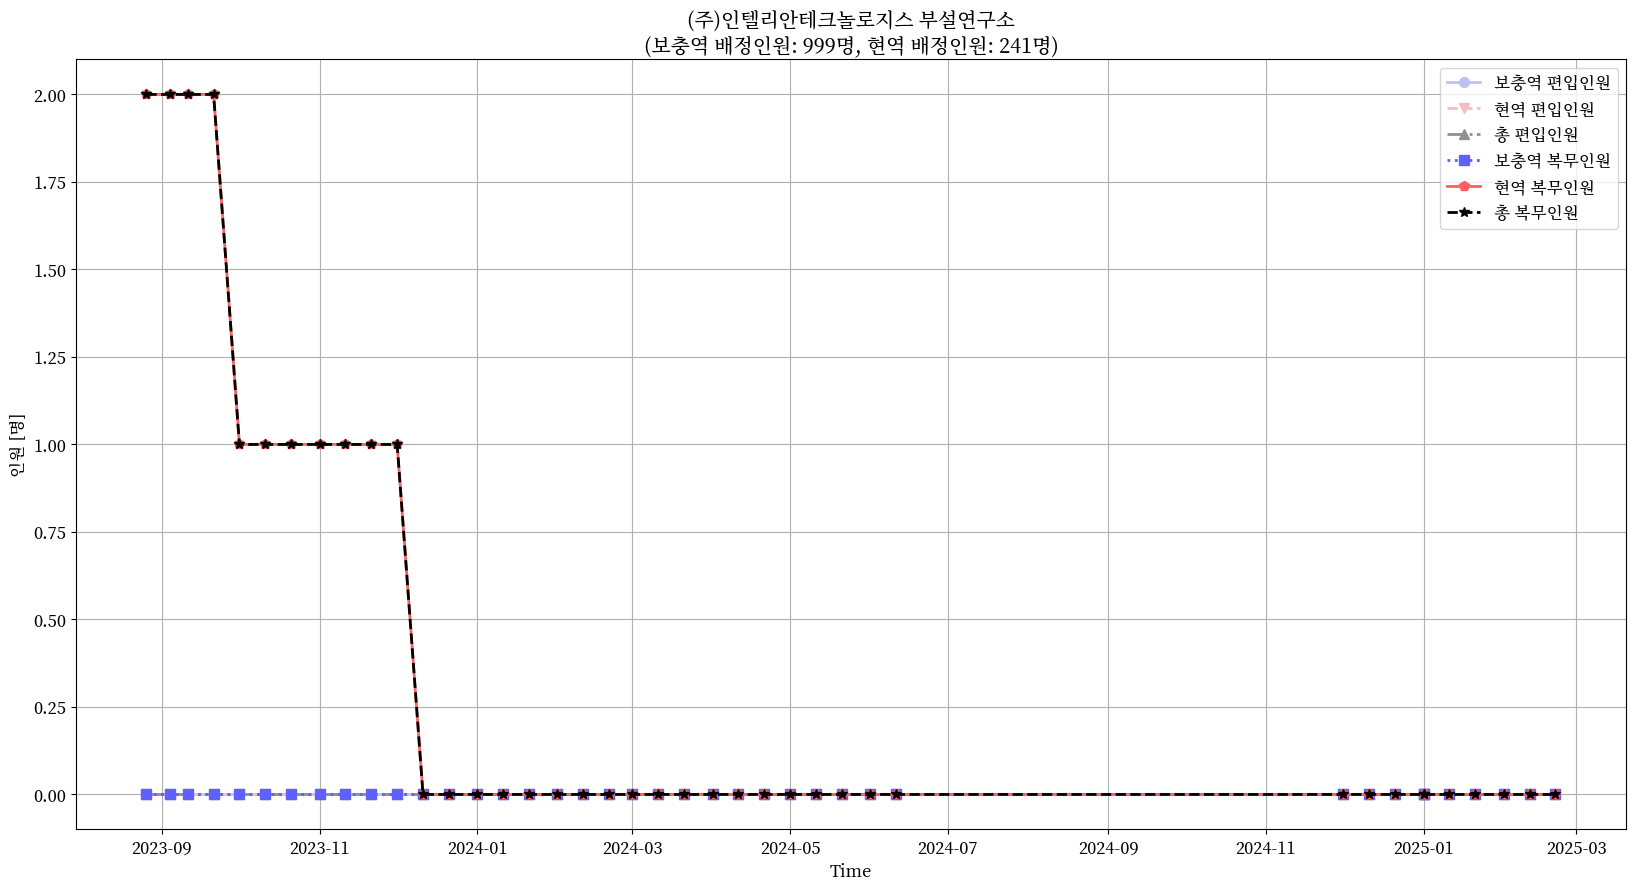 (주)인텔리안테크놀로지스 부설연구소
(보충역 배정인원: 999명, 현역 배정인원: 241명)
보충역 편입인원
현역 편입인원
총 편입인원
보충역 복무인원
현역 복무인원
총 복무인원
2.00
1.75
1.50
1.25
1.00
0.75
0.50
0.25
0.00
인원 [명]
2023-09
2023-11
2024-01
2024-03
2024-05
2024-07
2024-09
2024-11
2025-01
2025-03
Time